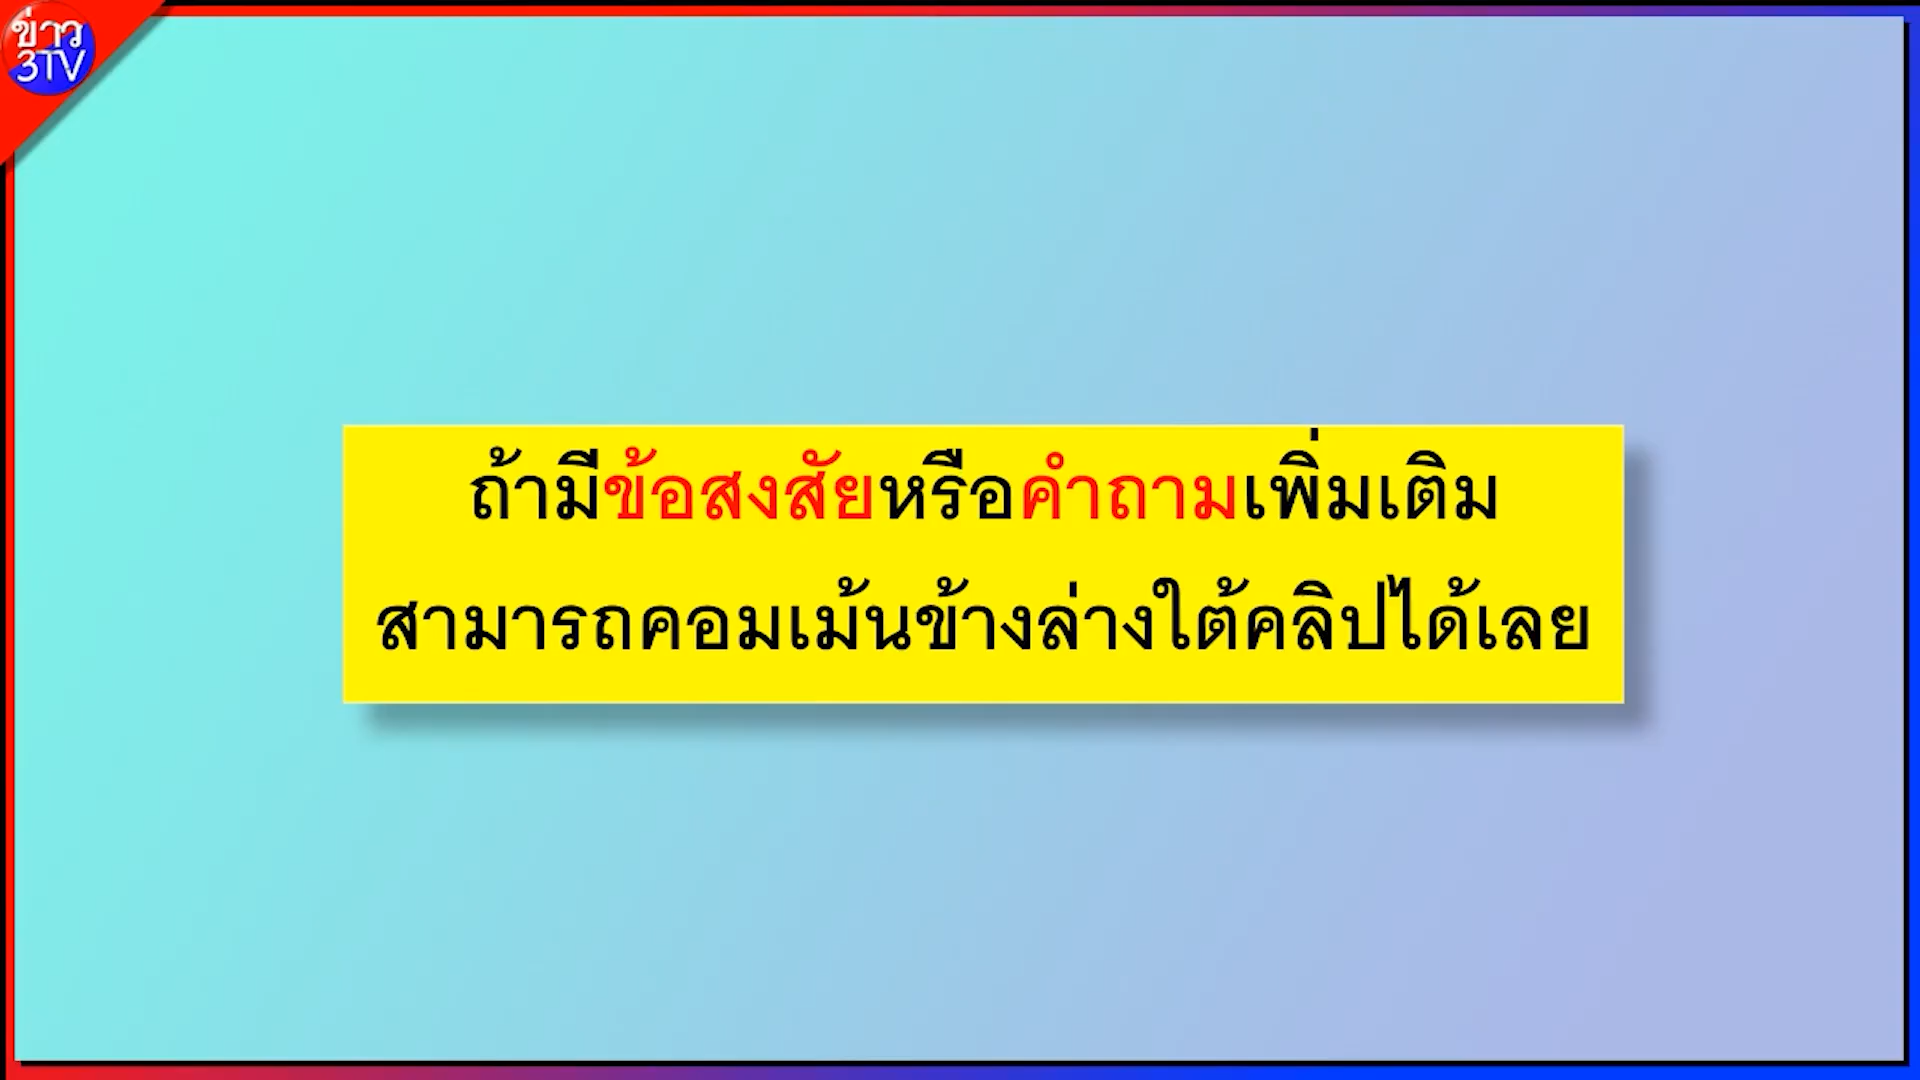 ข่าว
3TV
ถ้ามีข้อสงสัยหรือคำถามเพิ่มเติม
สามารถคอมเม้นข้างล่างใต้คลิปได้เลย